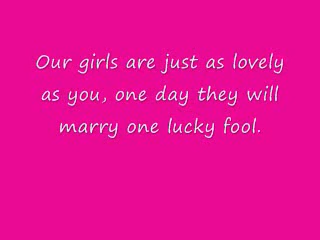 Our girls are just as lovely
as you, one day they will
marry one lucky fool.